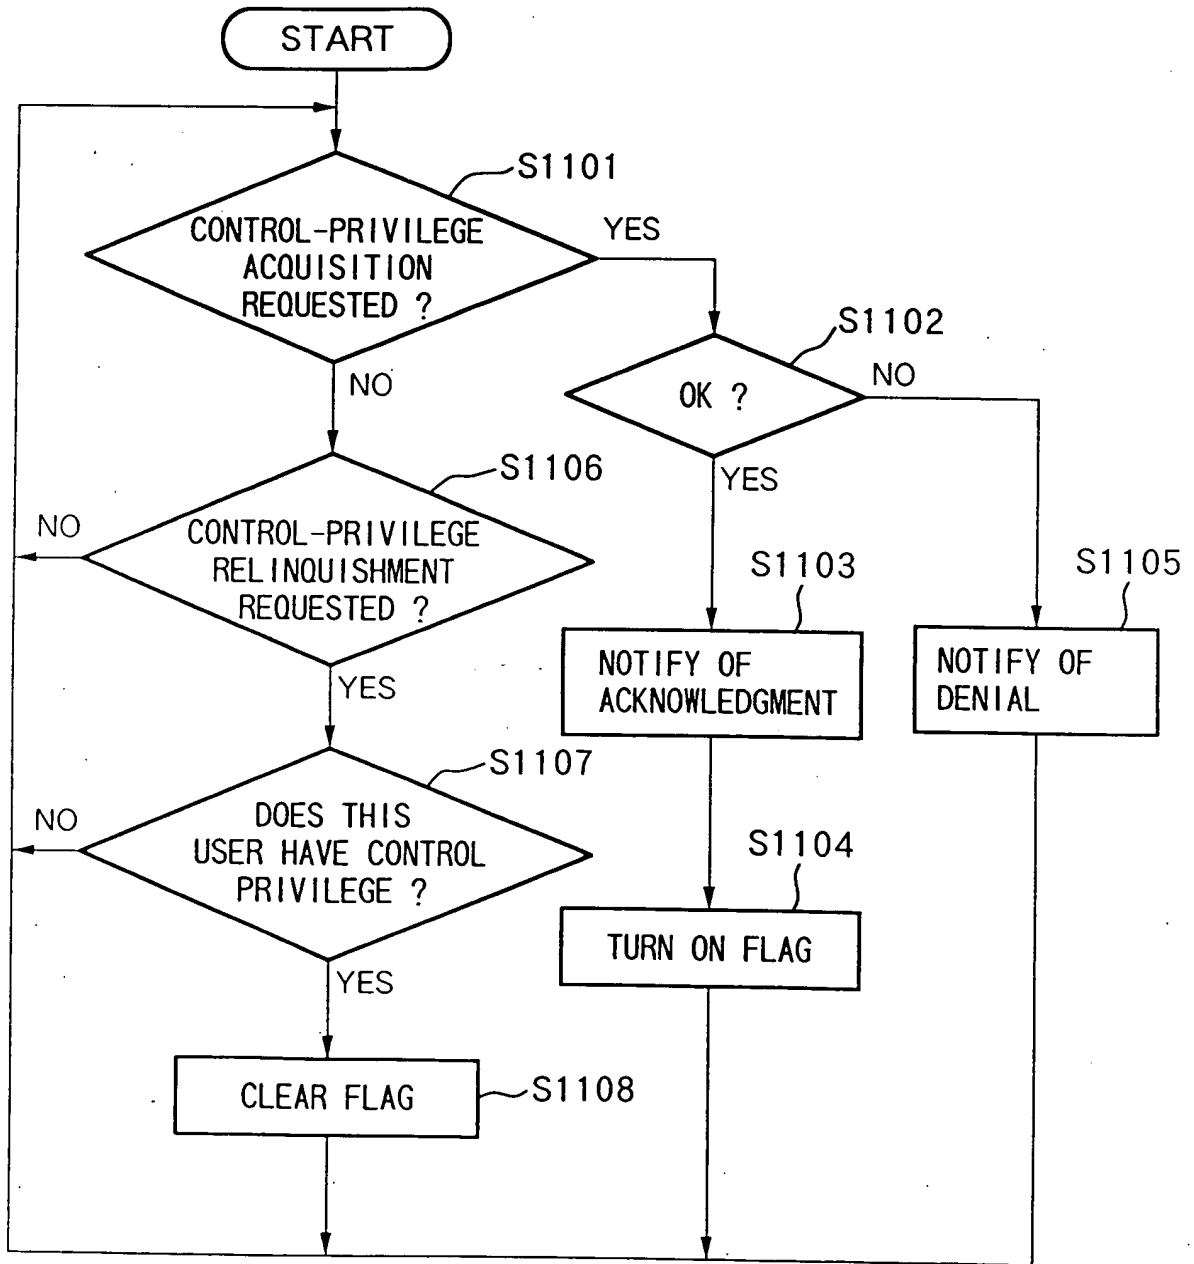 START
S1101
CONTROL-PRIVILEGE
ACQUISITION
REQUESTED ?
YES
NO
S1102
OK ?
NO
YES
S1106
CONTROL-PRIVILEGE
RELINQUISHMENT
REQUESTED ?
NO
YES
S1103
NOTIFY OF
ACKNOWLEDGMENT
S1105
NOTIFY OF
DENIAL
S1107
DOES THIS
USER HAVE CONTROL
PRIVILEGE ?
NO
YES
S1104
TURN ON FLAG
CLEAR FLAG
S1108